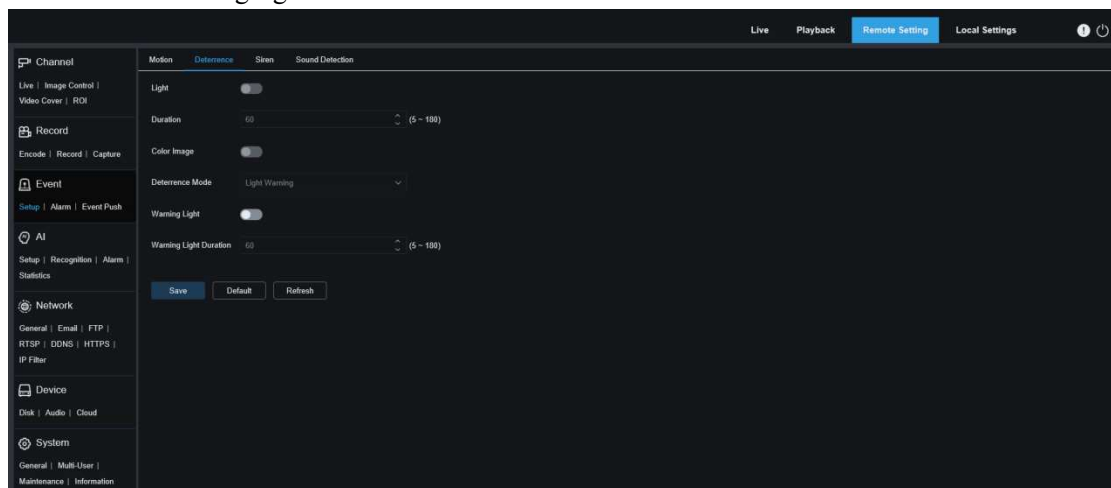 Live Playback Remote Setting Local Settings
Channel
Live | Image Control |
Video Cover | ROI
Record
Encode | Record | Capture
Event
Setup | Alarm | Event Push
AI
Setup | Recognition | Alarm |
Statistics
Network
General | Email | FTP |
RTSP | DDNS | HTTPS |
IP Filter
Device
Disk | Audio | Cloud
System
General | Multi-User |
Maintenance | Information
Motion Deterrence Siren Sound Detection
Light
Duration 60 (5 ~ 180)
Color Image
Deterrence Mode Light Warning
Warning Light
Warning Light Duration 60 (5 ~ 180)
Save Default Refresh